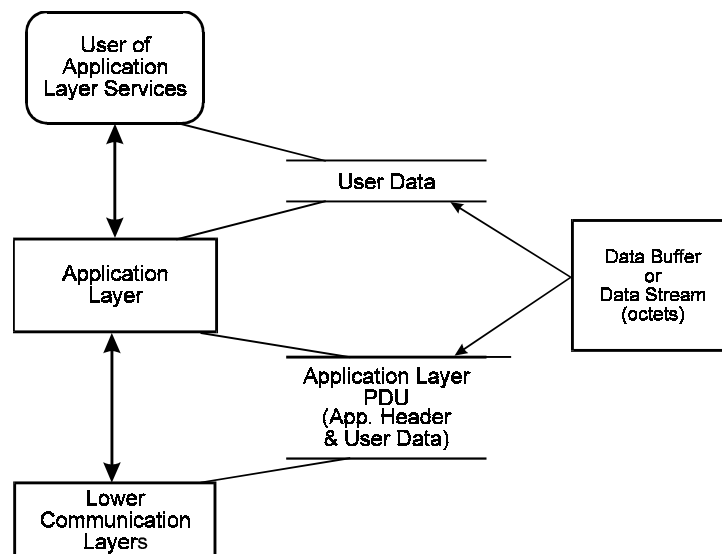 User of
Application
Layer Services
User Data
Application
Layer
Data Buffer
or
Data Stream
(octets)
Application Layer
PDU
(App. Header
& User Data)
Lower
Communication
Layers